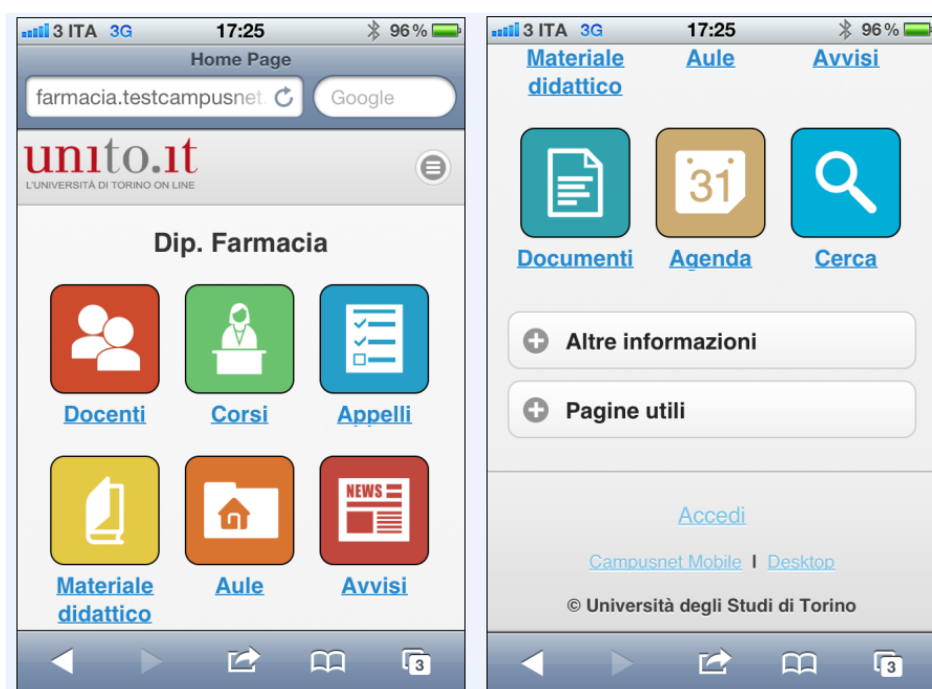 3 ITA 3G 17:25 96%
Home Page
farmacia.testcampusnet. Google
unito.it
L'UNIVERSITÀ DI TORINO ON LINE
Dip. Farmacia
Docenti Corsi Appelli
NEWS
Materiale didattico Aule Avvisi
3
3 ITA 3G 17:25 96%
Materiale didattico Aule Avvisi
31
Documenti Agenda Cerca
Altre informazioni
Pagine utili
Accedi
Campusnet Mobile | Desktop
© Università degli Studi di Torino
3